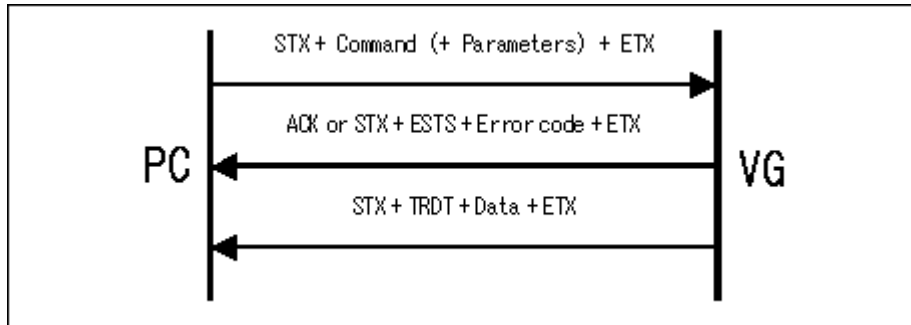 STX + Command (+ Parameters) + ETX
ACK or STX + ESTS + Error code + ETX
PC
VG
STX + TRDT + Data + ETX